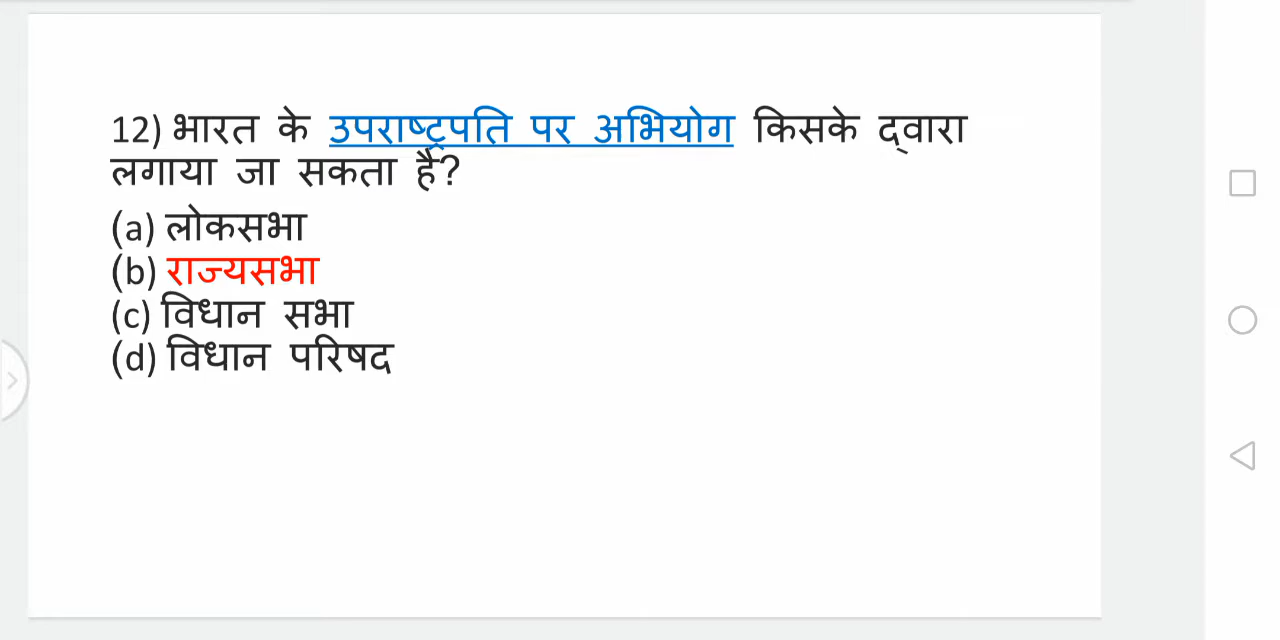 12) भारत के उपराष्ट्रपति पर अभियोग किसके द्वारा
लगाया जा सकता है?
(a) लोकसभा
(b) राज्यसभा
(c) विधान सभा
(d) विधान परिषद